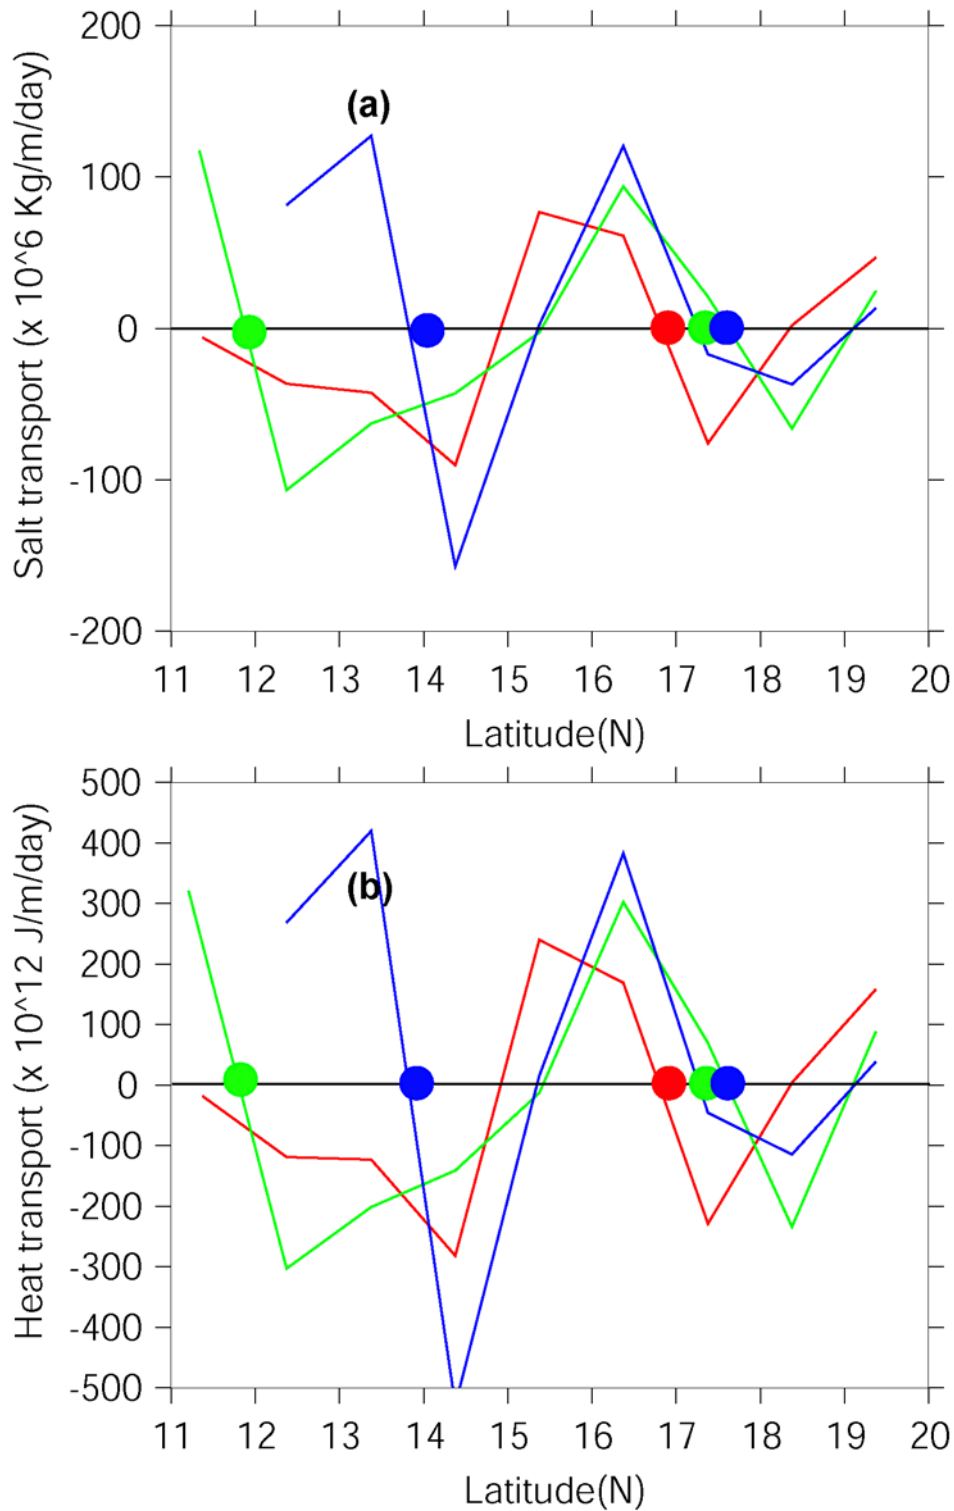 200
(a)
100
0
-100
-200
Salt transport (x 10^6 Kg/m/day)
11 12 13 14 15 16 17 18 19 20
Latitude(N)
500
400
(b)
300
200
100
0
-100
-200
-300
-400
-500
Heat transport (x 10^12 J/m/day)
11 12 13 14 15 16 17 18 19 20
Latitude(N)